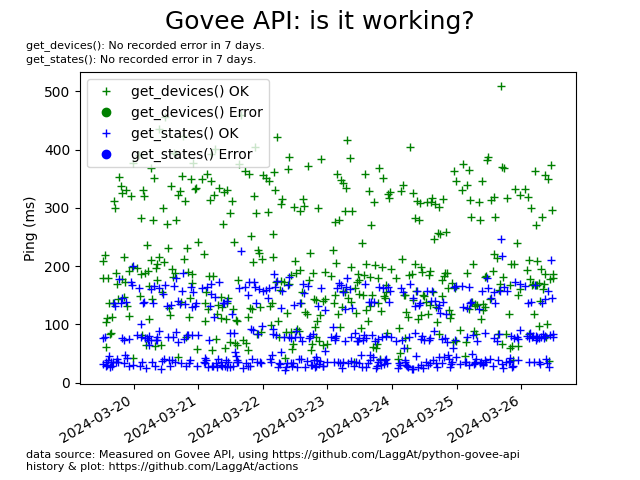 Govee API: is it working?
get_devices(): No recorded error in 7 days.
get_states(): No recorded error in 7 days.
get_devices() OK
get_devices() Error
get_states() OK
get_states() Error
Ping (ms)
500
400
300
200
100
0
2024-03-20
2024-03-21
2024-03-22
2024-03-23
2024-03-24
2024-03-25
2024-03-26
data source: Measured on Govee API, using https://github.com/LaggAt/python-govee-api
history & plot: https://github.com/LaggAt/actions